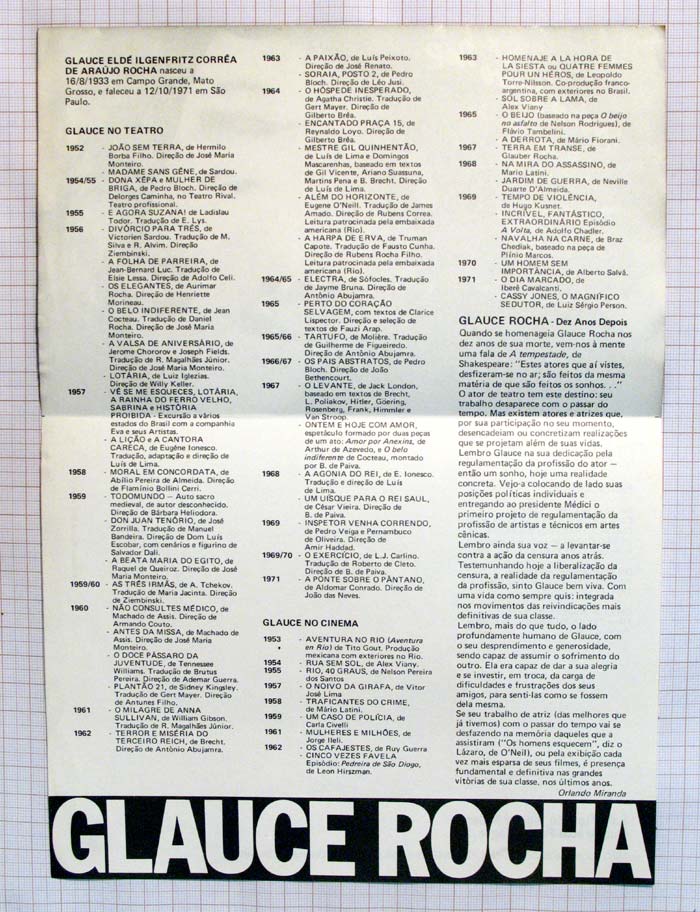 GLAUCE ELDÉ ILGENFRITZ CORRÊA
DE ARAÚJO ROCHA nasceu a
16/8/1933 em Campo Grande, Mato
Grosso, e faleceu a 12/10/1971 em São
Paulo.
GLAUCE NO TEATRO
1952 - JOÃO SEM TERRA, de Hermilo
Borba Filho. Direção de José Maria
Monteiro.
- MADAME SANS GÊNE, de Sardou.
1954/55 - DONA XÊPA e MULHER DE
BRIGA, de Pedro Bloch. Direção de
Delorges Caminha, no Teatro Rival.
Teatro profissional.
1955 - E AGORA SUZANA! de Ladislau
Todor. Tradução de E. Lys.
1956 - DIVÓRCIO PARA TRÊS, de
Victorien Sardou. Tradução de M.
Silva e R. Alvim. Direção
Ziembinski.
- A FOLHA DE PARREIRA, de
Jean-Bernard Luc. Tradução de
Elsie Lessa. Direção de Adolfo Celi.
- OS ELEGANTES, de Aurimar
Rocha. Direção de Henriette
Morineau.
- O BELO INDIFERENTE, de Jean
Cocteau. Tradução de Daniel
Rocha. Direção de José Maria
Monteiro.
- A VALSA DE ANIVERSÁRIO, de
Jerome Chororov e Joseph Fields.
Tradução de R. Magalhães Júnior.
Direção de José Maria Monteiro.
- LOTÁRIA, de Luiz Iglezias.
Direção de Willy Keller.
1957 - VÊ SE ME ESQUECES, LOTÁRIA,
A RAINHA DO FERRO VELHO,
SABRINA e HISTÓRIA
PROIBIDA - Excursão a vários
estados do Brasil com a companhia
Eva e seus Artistas.
- A LIÇÃO e A CANTORA
CARECA, de Eugène Ionesco.
Tradução, adaptação e direção de
Luís de Lima.
1958 - MORAL EM CONCORDATA, de
Abílio Pereira de Almeida. Direção
de Flamínio Bollini Cerri.
1959 - TODOMUNDO — Auto sacro
medieval, de autor desconhecido.
Direção de Bárbara Heliodora.
- DON JUAN TENÓRIO, de José
Zorrilla. Tradução de Manuel
Bandeira. Direção de Dom Luís
Escobar, com cenários e figurino de
Salvador Dali.
- A BEATA MARIA DO EGITO, de
Raquel de Queiroz. Direção de José
Maria Monteiro.
1959/60 - AS TRÊS IRMÃS, de A. Tchekov.
Tradução de Maria Jacinta. Direção
de Ziembinski.
1960 - NÃO CONSULTES MÉDICO, de
Machado de Assis. Direção de
Armando Couto.
- ANTES DA MISSA, de Machado de
Assis. Direção de José Maria
Monteiro.
- O DOCE PÁSSARO DA
JUVENTUDE, de Tennessee
Williams. Tradução de Brutus
Pereira. Direção de Ademar Guerra.
- PLANTÃO 21, de Sidney Kingsley.
Tradução de Gert Meyer. Direção
de Antunes Filho.
1961 - O MILAGRE DE ANNA
SULLIVAN, de William Gibson.
Tradução de R. Magalhães Júnior.
1962 - TERROR E MISÉRIA DO
TERCEIRO REICH, de Brecht.
Direção de Antônio Abujamra.
1963 - A PAIXÃO, de Luís Peixoto.
Direção de José Renato.
- SORAIA, POSTO 2, de Pedro
Bloch. Direção de Léo Jusi.
1964 - O HÓSPEDE INESPERADO,
de Agatha Christie. Tradução de
Gert Mayer. Direção de
Gilberto Brêa.
- ENCANTADO PRAÇA 15, de
Reynaldo Loyo. Direção de
Gilberto Brêa.
- MESTRE GIL QUINHENTÃO,
de Luís de Lima e Domingos
Mascarenhas, baseado em textos
de Gil Vicente, Ariano Suassuna,
Martins Pena e B. Brecht. Direção
de Luís de Lima.
- ALÉM DO HORIZONTE, de
Eugene O'Neill. Tradução de James
Amado. Direção de Rubens Correa.
Leitura patrocinada pela embaixada
americana (Rio).
- A HARPA DE ERVA, de Truman
Capote. Tradução de Fausto Cunha.
Direção de Rubens Rocha Filho.
Leitura patrocinada pela embaixada
americana (Rio).
1964/65 - ELECTRA, de Sófocles. Tradução
de Jayme Bruna. Direção de
Antônio Abujamra.
1965 - PERTO DO CORAÇÃO
SELVAGEM, com textos de Clarice
Lispector. Direção e seleção de
textos de Fauzi Arap.
1965/66 - TARTUFO, de Molière. Tradução
de Guilherme de Figueiredo.
Direção de Antônio Abujamra.
1966/67 - OS PAIS ABSTRATOS, de Pedro
Bloch. Direção de João
Bethencourt.
1967 - O LEVANTE, de Jack London,
baseado em textos de Brecht,
L. Poliakov, Hitler, Goering,
Rosenberg, Frank, Himmler e
Van Stroop.
- ONTEM E HOJE COM AMOR,
espetáculo formado por duas peças
de um ato: Amor por Anexins, de
Arthur de Azevedo, e O belo
indiferente de Cocteau, montado
por B. de Paiva.
1968 - A AGONIA DO REI, de E. Ionesco.
Tradução e direção de Luís
de Lima.
- UM UÍSQUE PARA O REI SAUL,
de César Vieira. Direção de
B. de Paiva.
1969 - INSPETOR VENHA CORRENDO,
de Pedro Veiga e Pernambuco
de Oliveira. Direção de
Amir Haddad.
1969/70 - O EXERCÍCIO, de L.J. Carlino.
Tradução de Roberto de Cleto.
Direção de B. de Paiva.
1971 - A PONTE SOBRE O PÂNTANO,
de Aldomar Conrado. Direção de
João das Neves.
GLAUCE NO CINEMA
1953 - AVENTURA NO RIO (Aventura
en Rio) de Tito Gout. Produção
mexicana com exteriores no Rio.
1954 - RUA SEM SOL, de Alex Viany.
1955 - RIO, 40 GRAUS, de Nelson Pereira
dos Santos
1957 - O NOIVO DA GIRAFA, de Vitor
José Lima
1958 - TRAFICANTES DO CRIME,
de Mário Latini.
1959 - UM CASO DE POLÍCIA, de
Carla Civelli
1961 - MULHERES E MILHÕES, de
Jorge Ileli.
1962 - OS CAFAJESTES, de Ruy Guerra
- CINCO VEZES FAVELA
Episódio: Pedreira de São Diogo,
de Leon Hirszman.
1963 - HOMENAJE A LA HORA DE
LA SIESTA ou QUATRE FEMMES
POUR UN HÉROS, de Leopoldo
Torre-Nilsson. Co-produção franco-
argentina, com exteriores no Brasil.
- SOL SOBRE A LAMA, de
Alex Viany
1965 - O BEIJO (baseado na peça O beijo
no asfalto de Nelson Rodrigues), de
Flávio Tambelini.
- A DERROTA, de Mário Fiorani.
1967 - TERRA EM TRANSE, de
Glauber Rocha.
1968 - NA MIRA DO ASSASSINO, de
Mario Latini.
- JARDIM DE GUERRA, de Neville
Duarte D'Almeida.
1969 - TEMPO DE VIOLÊNCIA,
de Hugo Kusnet.
- INCRÍVEL, FANTÁSTICO,
EXTRAORDINÁRIO Episódio
A Volta, de Adolfo Chadler.
- NAVALHA NA CARNE, de Braz
Chediak, baseado na peça de
Plínio Marcos.
1970 - UM HOMEM SEM
IMPORTÂNCIA, de Alberto Salvá.
1971 - O DIA MARCADO, de
Iberê Cavalcanti.
- CASSY JONES, O MAGNÍFICO
SEDUTOR, de Luiz Sérgio Person.
GLAUCE ROCHA - Dez Anos Depois
Quando se homenageia Glauce Rocha nos
dez anos de sua morte, vem-nos à mente
uma fala de A tempestade, de
Shakespeare: "Estes atores que aí vistes,
desfizeram-se no ar; são feitos da mesma
matéria de que são feitos os sonhos. . ."
O ator de teatro tem este destino: seu
trabalho desaparece com o passar do
tempo. Mas existem atores e atrizes que,
por sua participação no seu momento,
desencadeiam ou concretizam realizações
que se projetam além de suas vidas.
Lembro Glauce na sua dedicação pela
regulamentação da profissão do ator —
então um sonho, hoje uma realidade
concreta. Vejo-a colocando de lado suas
posições políticas individuais e
entregando ao presidente Médici o
primeiro projeto de regulamentação da
profissão de artistas e técnicos em artes
cênicas.
Lembro ainda sua voz — a levantar-se
contra a ação da censura anos atrás.
Testemunhando hoje a liberalização da
censura, a realidade da regulamentação
da profissão, sinto Glauce bem viva. Com
uma vida como sempre quis: integrada
nos movimentos das reivindicações mais
definitivas de sua classe.
Lembro, mais do que tudo, o lado
profundamente humano de Glauce, com
o seu desprendimento e generosidade,
sendo capaz de assumir o sofrimento do
outro. Ela era capaz de dar a sua alegria
e se investir, em troca, da carga de
dificuldades e frustrações dos seus
amigos, para senti-las como se fossem
dela mesma.
Se seu trabalho de atriz (das melhores que
já tivemos) com o passar do tempo vai se
desfazendo na memória daqueles que a
assistiram ("Os homens esquecem", diz o
Lázaro, de O'Neil), ou pela exibição cada
vez mais esparsa de seus filmes, é presença
fundamental e definitiva nas grandes
vitórias de sua classe, nos últimos anos.
Orlando Miranda
GLAUCE ROCHA